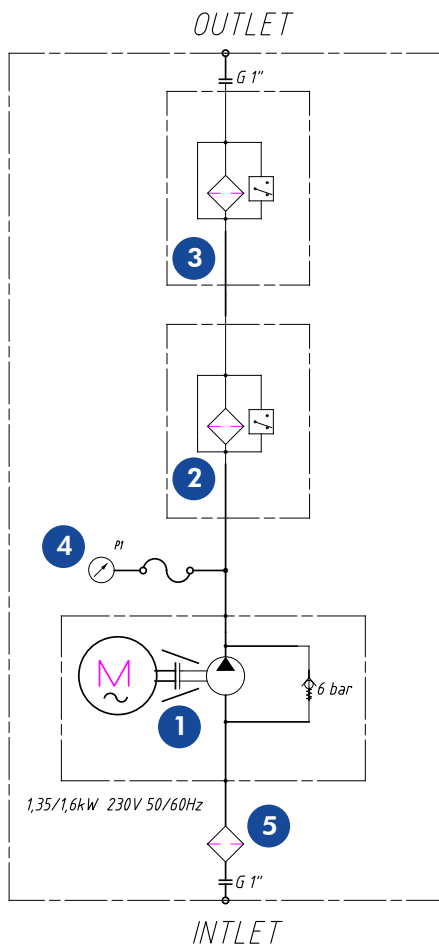 OUTLET
G 1"
3
2
4
P1
M
6 bar
1
1,35/1,6kW 230V 50/60Hz
5
G 1"
INTLET